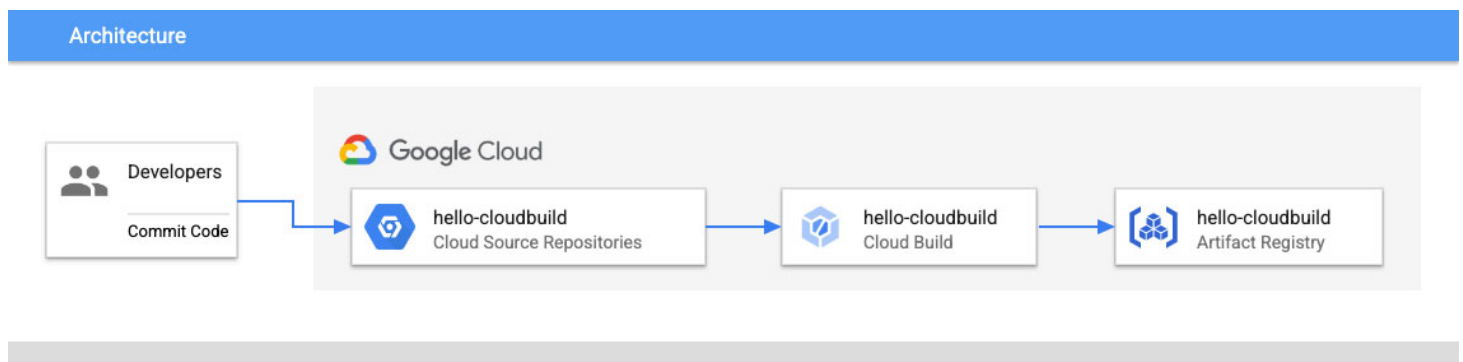 Architecture
Developers
Commit Code
Google Cloud
hello-cloudbuild
Cloud Source Repositories
hello-cloudbuild
Cloud Build
hello-cloudbuild
Artifact Registry